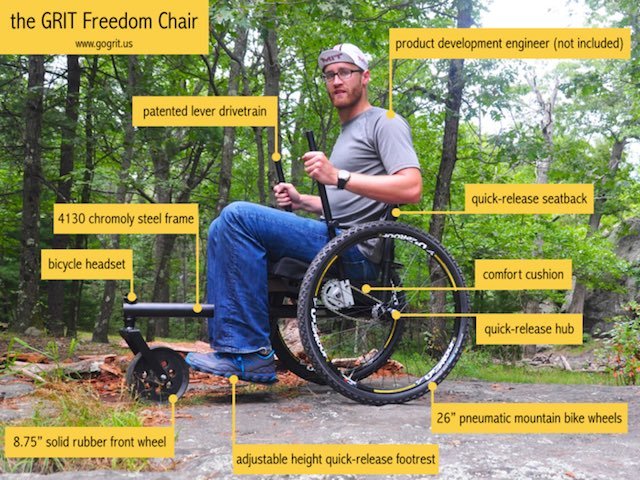 the GRIT Freedom Chair
www.gogrit.us
product development engineer (not included)
patented lever drivetrain
quick-release seatback
4130 chromoly steel frame
bicycle headset
comfort cushion
quick-release hub
26” pneumatic mountain bike wheels
8.75” solid rubber front wheel
adjustable height quick-release footrest